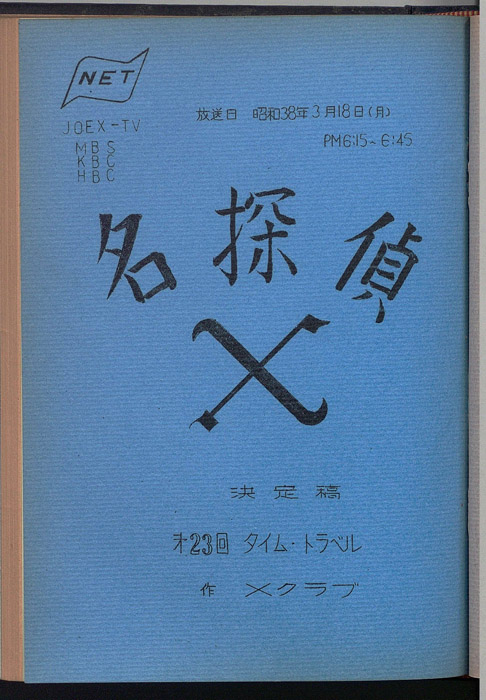 NET
JOEX-TV
MBS
KBC
HBC
放送日 昭和38年3月18日(月)
PM6:15〜6:45
名探偵
X
決定稿
才23回 タイム・トラベル
作 Xクラブ